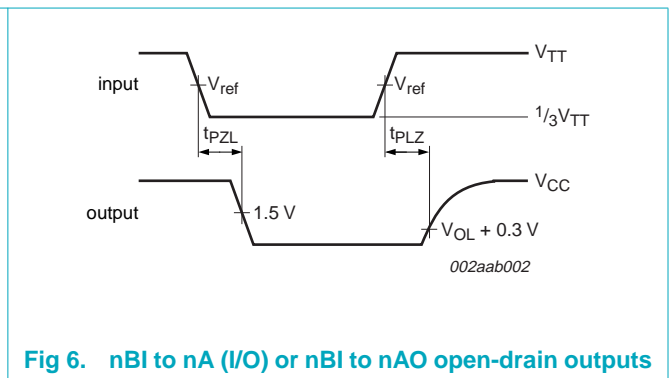 V_TT
input
V_ref
V_ref
1/3V_TT
t_PZL
t_PLZ
V_CC
output
1.5 V
V_OL + 0.3 V
002aab002
Fig 6. nBI to nA (I/O) or nBI to nAO open-drain outputs